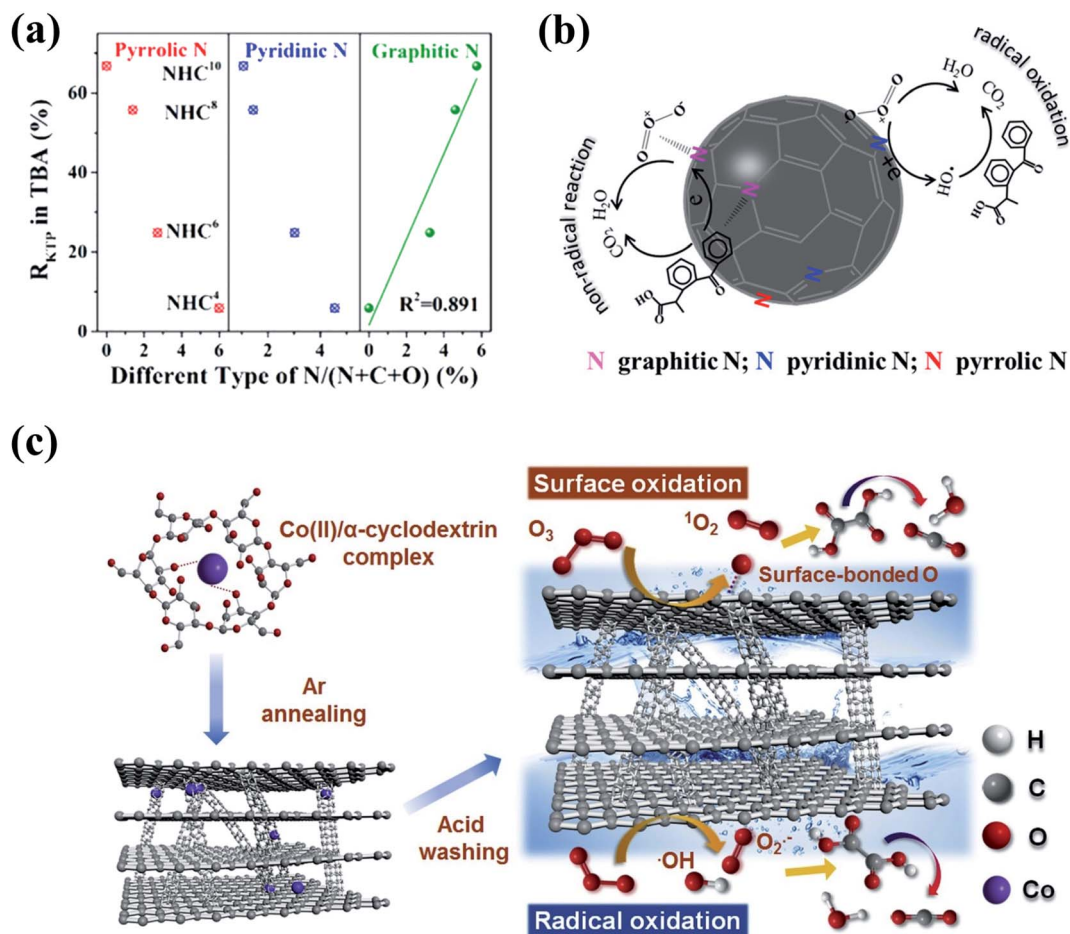 (a)
Pyrrolic N
Pyridinic N
Graphitic N
R_KTP in TBA (%)
60
40
20
0
NHC¹⁰
NHC⁸
NHC⁶
NHC⁴
R²=0.891
0 2 4 6
0 2 4
0 2 4 6
Different Type of N/(N+C+O) (%)
(b)
radical oxidation
H₂O
CO₂
HO•
O
HO
O
O
O⁺
O
N
+e
non-radical reaction
O
O⁺
O⁻
H₂O
CO₂
N
N
e
HO
O
O
N
N
N
N graphitic N; N pyridinic N; N pyrrolic N
(c)
Co(II)/α-cyclodextrin
complex
Ar
annealing
Acid
washing
Surface oxidation
O₃
¹O₂
Surface-bonded O
·OH
O₂·⁻
Radical oxidation
H
C
O
Co